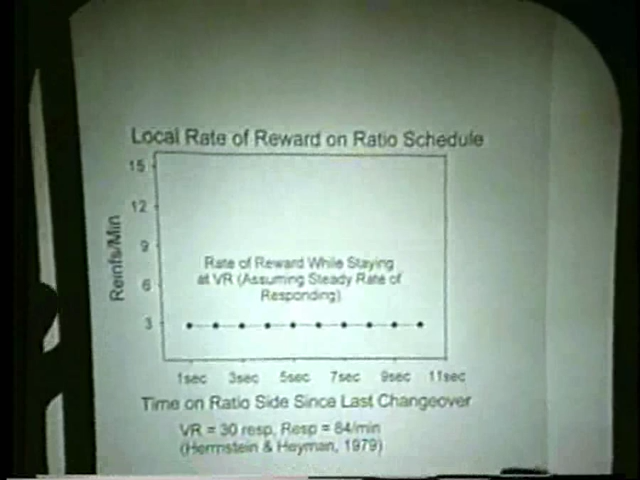 Local Rate of Reward on Ratio Schedule
15
12
9
6
3
Reinfs/Min
Rate of Reward While Staying
at VR (Assuming Steady Rate of
Responding)
1sec 3sec 5sec 7sec 9sec 11sec
Time on Ratio Side Since Last Changeover
VR = 30 resp, Resp = 84/min
(Herrnstein & Heyman, 1979)